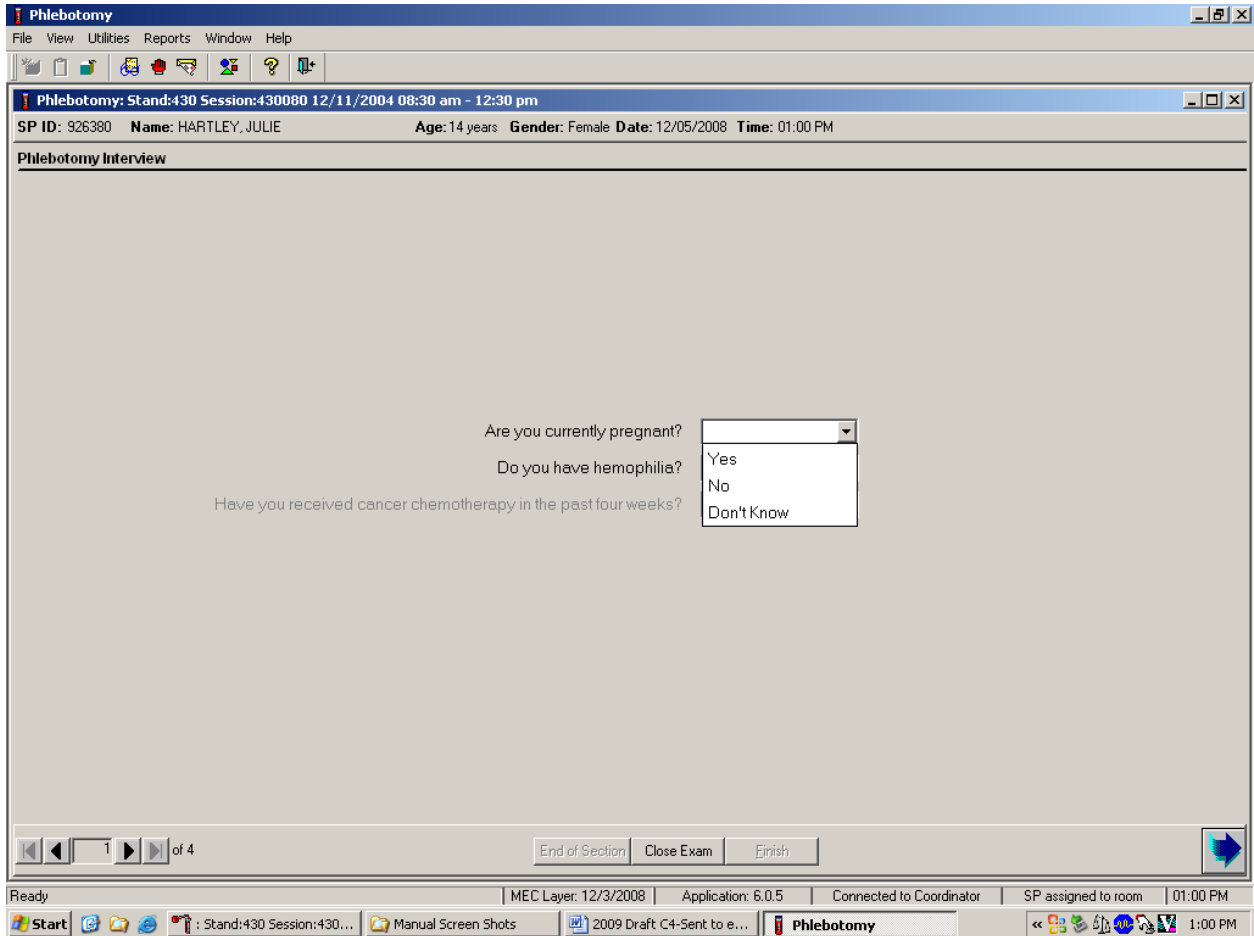 Phlebotomy
File View Utilities Reports Window Help
Phlebotomy: Stand:430 Session:430080 12/11/2004 08:30 am - 12:30 pm
SP ID: 926380 Name: HARTLEY, JULIE Age: 14 years Gender: Female Date: 12/05/2008 Time: 01:00 PM
Phlebotomy Interview
Are you currently pregnant?
Yes
Do you have hemophilia?
No
Have you received cancer chemotherapy in the past four weeks?
Don't Know
1 of 4 End of Section Close Exam Finish
Ready MEC Layer: 12/3/2008 Application: 6.0.5 Connected to Coordinator SP assigned to room 01:00 PM
Start : Stand:430 Session:430... Manual Screen Shots 2009 Draft C4-Sent to e... Phlebotomy « 1:00 PM